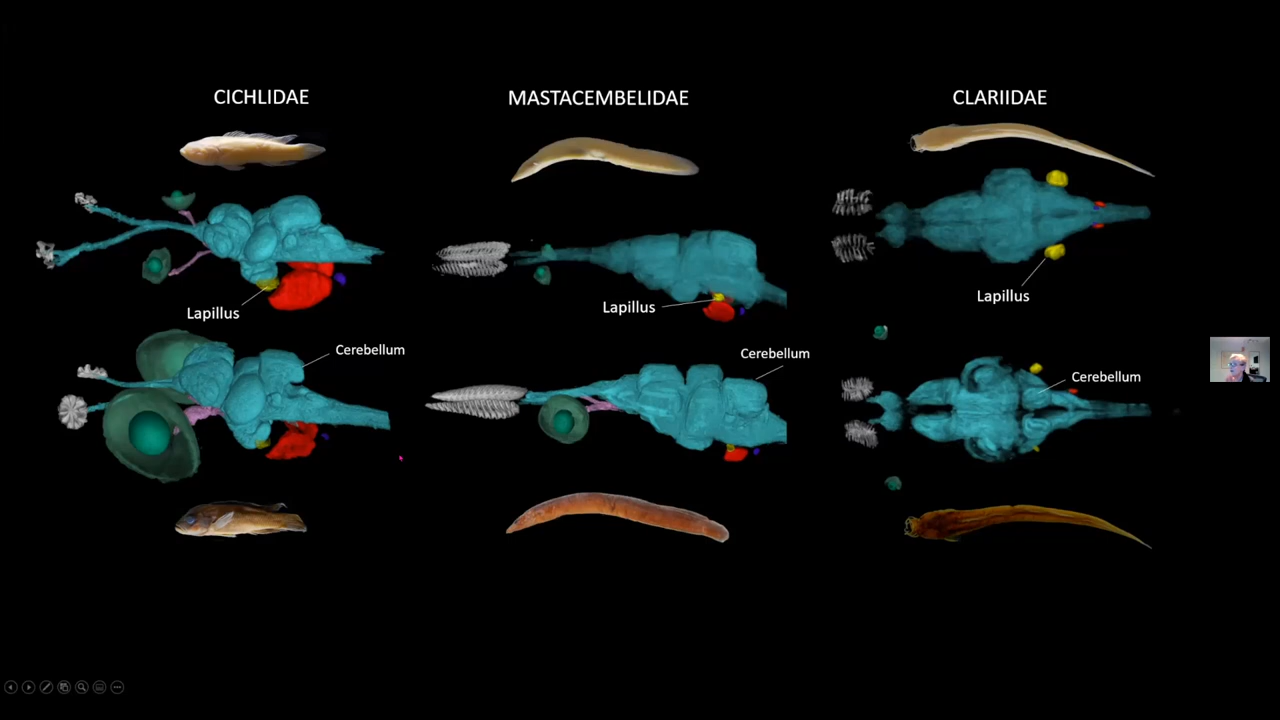 CICHLIDAE
MASTACEMBELIDAE
CLARIIDAE
Lapillus
Lapillus
Lapillus
Cerebellum
Cerebellum
Cerebellum